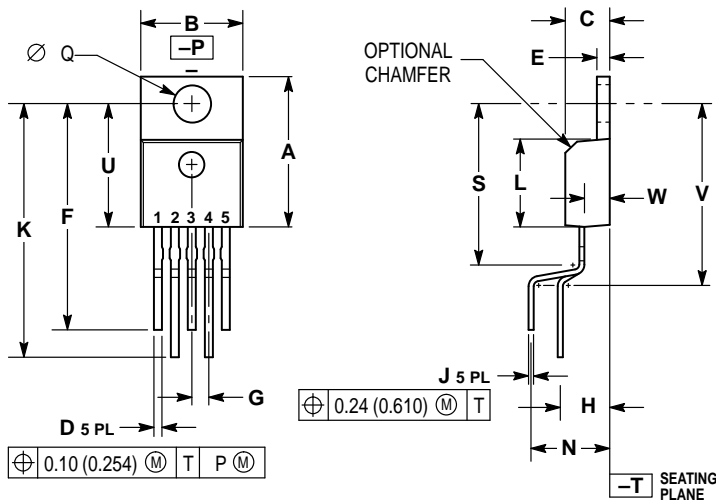 B
–P
–
Ø Q
A
U
F
K
1 2 3 4 5
G
D 5 PL
⌖ 0.10 (0.254) Ⓜ T P Ⓜ
C
E
OPTIONAL
CHAMFER
S
L
W
V
J 5 PL
⌖ 0.24 (0.610) Ⓜ T
H
N
–T SEATING
PLANE